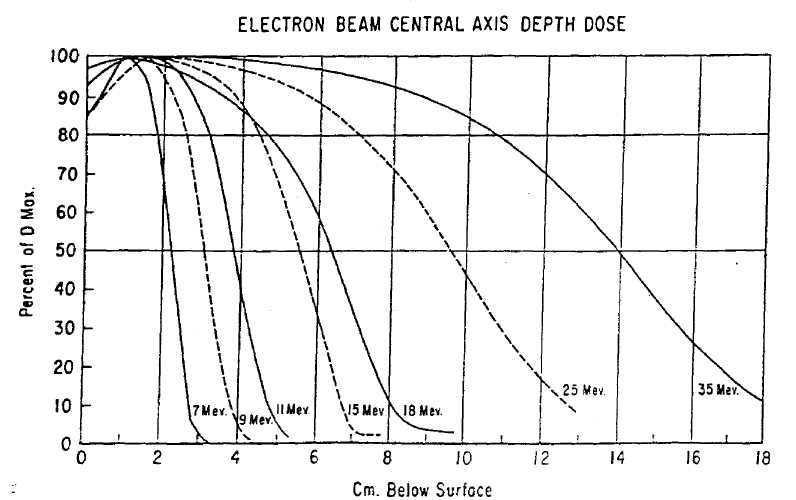 ELECTRON BEAM CENTRAL AXIS DEPTH DOSE
100
90
80
70
60
50
40
30
20
10
0
Percent of D Max.
7 Mev.
9 Mev.
11 Mev.
15 Mev.
18 Mev.
25 Mev.
35 Mev.
0 2 4 6 8 10 12 14 16 18
Cm. Below Surface